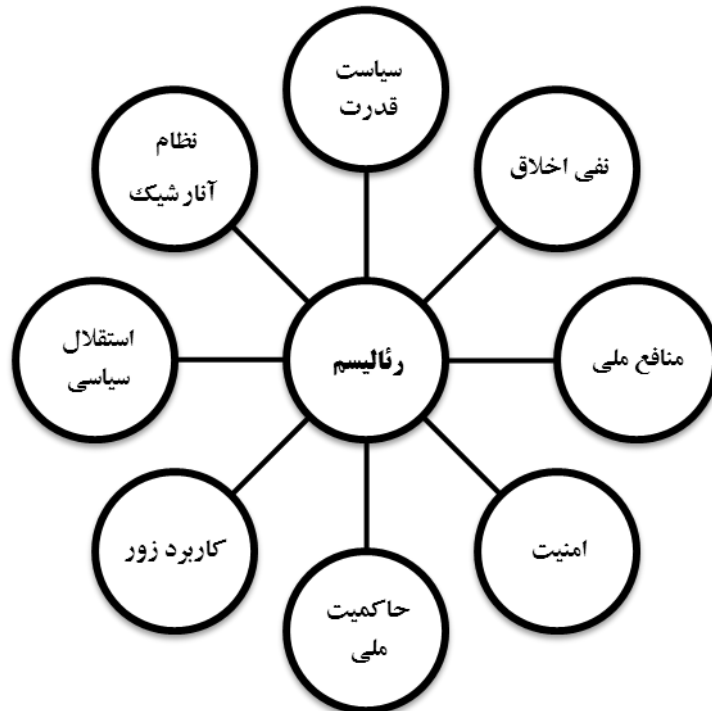 سیاست
قدرت
نفی اخلاق
منافع ملی
امنیت
حاکمیت
ملی
کاربرد زور
استقلال
سیاسی
نظام
آنارشیک
رئالیسم